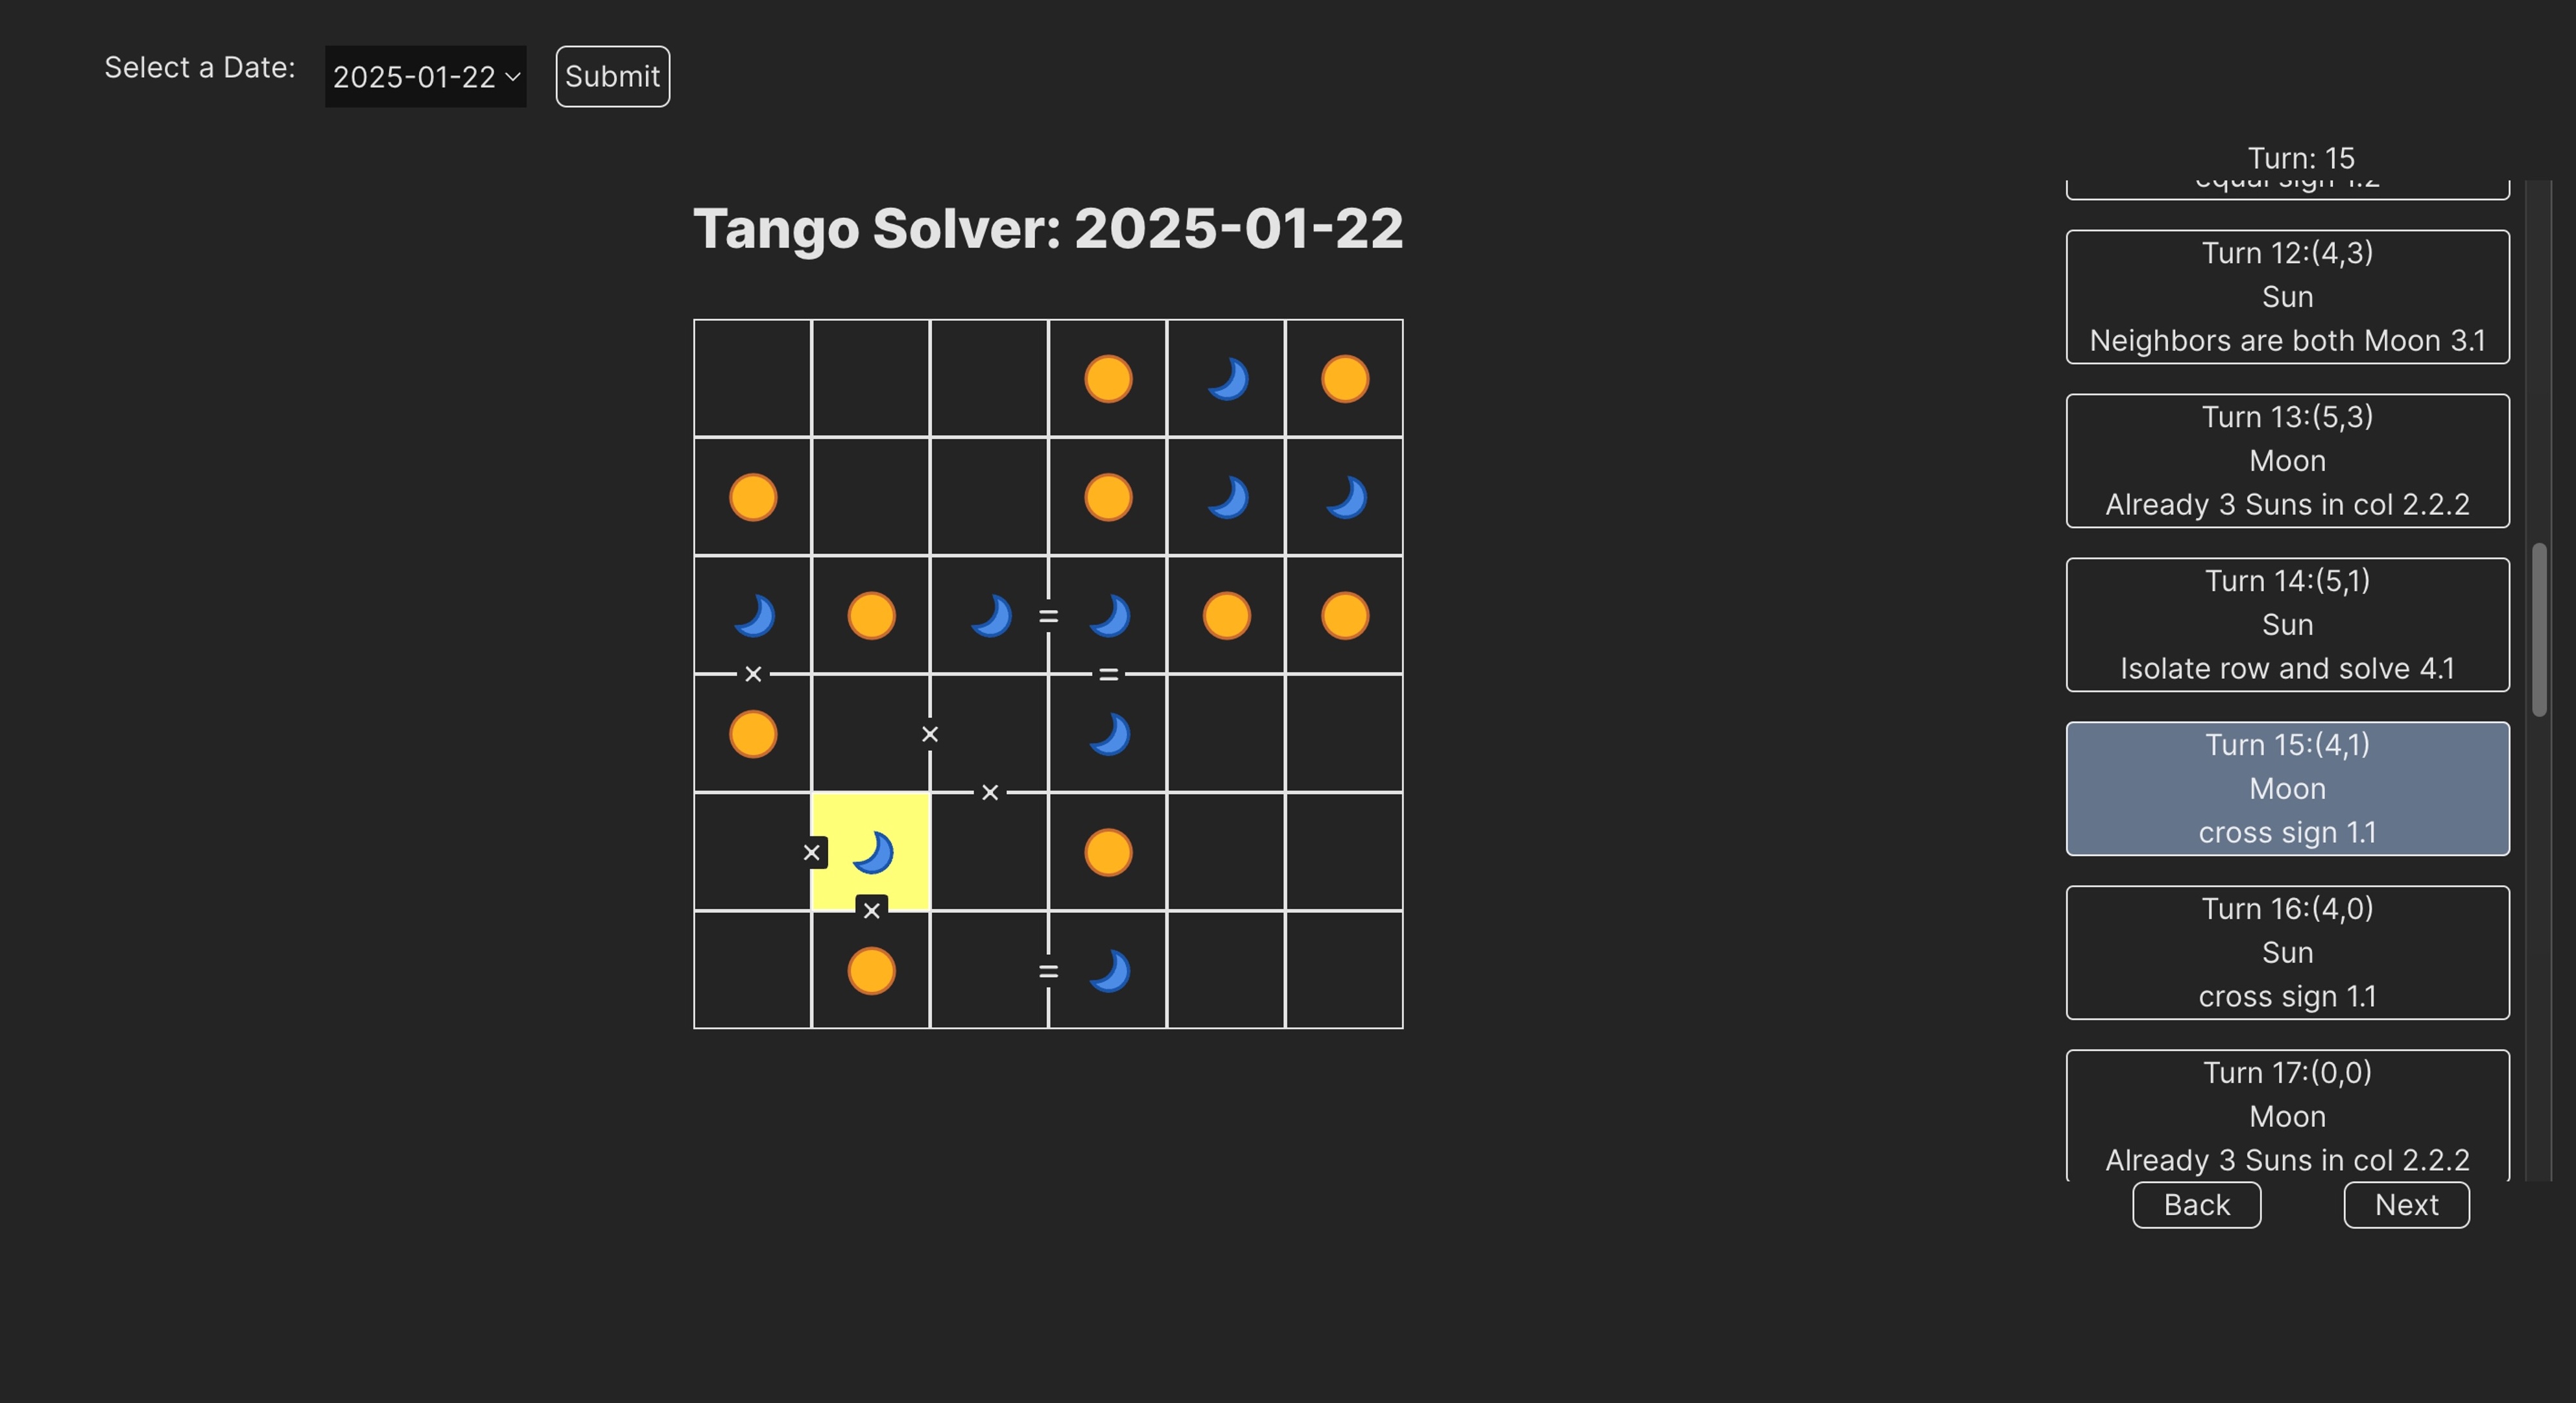 Select a Date:
2025-01-22
Submit
Turn: 15
Tango Solver: 2025-01-22
equal sign 1.2
Turn 12:(4,3)
Sun
Neighbors are both Moon 3.1
Turn 13:(5,3)
Moon
Already 3 Suns in col 2.2.2
Turn 14:(5,1)
Sun
Isolate row and solve 4.1
Turn 15:(4,1)
Moon
cross sign 1.1
Turn 16:(4,0)
Sun
cross sign 1.1
Turn 17:(0,0)
Moon
Already 3 Suns in col 2.2.2
Back
Next
=
×
=
×
×
×
×
=